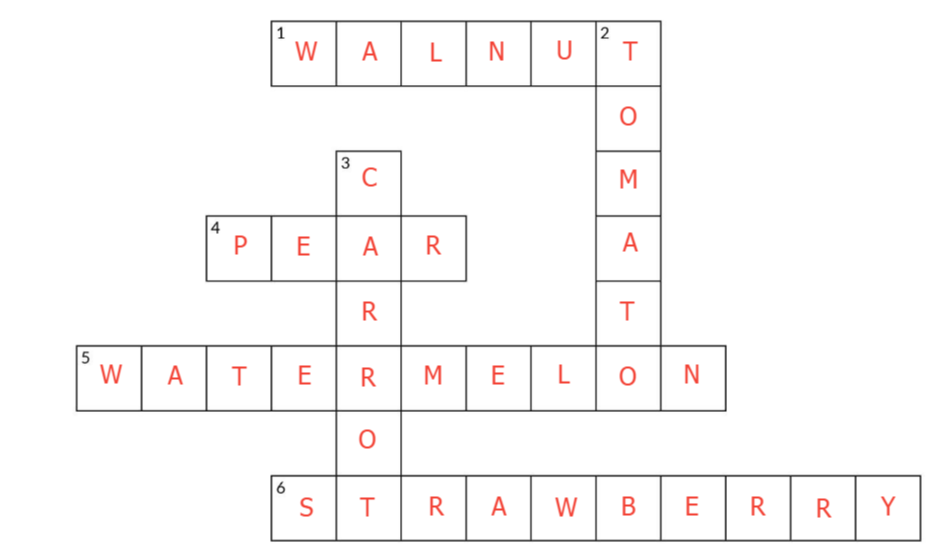 1 W A L N U 2 T
O
3 C M
4 P E A R A
R T
5 W A T E R M E L O N
O
6 S T R A W B E R R Y